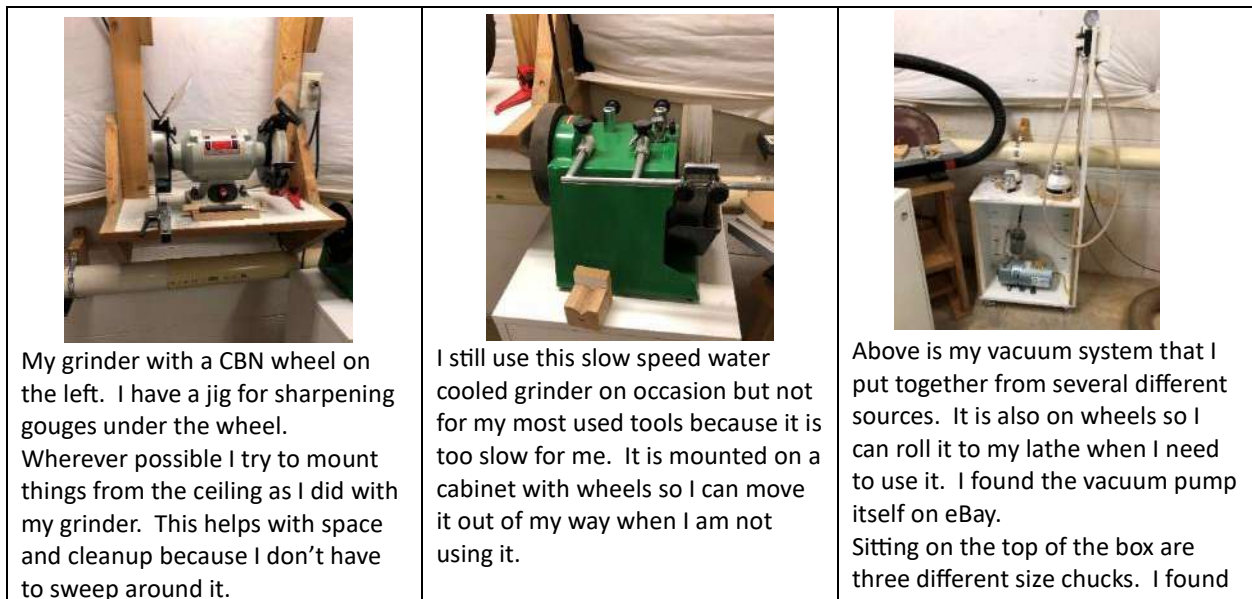 My grinder with a CBN wheel on
the left.  I have a jig for sharpening
gouges under the wheel.
Wherever possible I try to mount
things from the ceiling as I did with
my grinder.  This helps with space
and cleanup because I don’t have
to sweep around it.
I still use this slow speed water
cooled grinder on occasion but not
for my most used tools because it is
too slow for me.  It is mounted on a
cabinet with wheels so I can move
it out of my way when I am not
using it.
Above is my vacuum system that I
put together from several different
sources.  It is also on wheels so I
can roll it to my lathe when I need
to use it.  I found the vacuum pump
itself on eBay.
Sitting on the top of the box are
three different size chucks.  I found